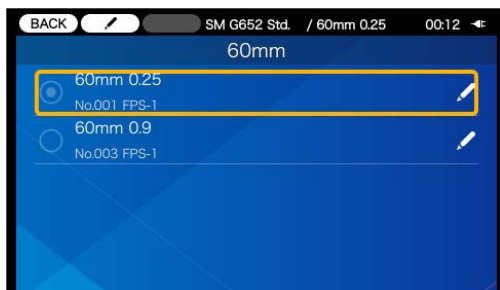 BACK SM G652 Std. / 60mm 0.25 00:12
60mm
60mm 0.25
No.001 FPS-1
60mm 0.9
No.003 FPS-1